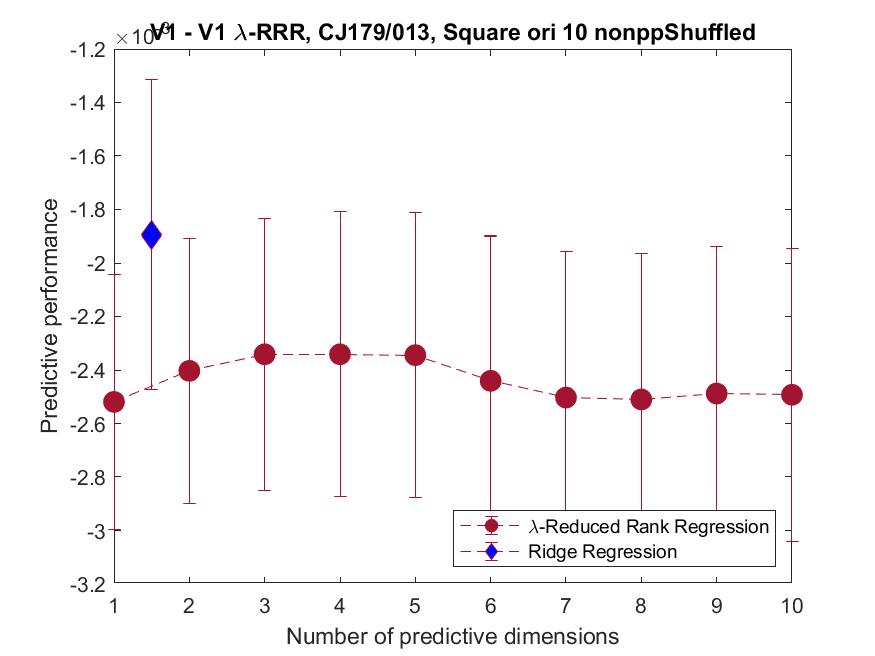 ×10⁻³
V1 - V1 λ-RRR, CJ179/013, Square ori 10 nonppShuffled
-1.2
-1.4
-1.6
-1.8
-2
-2.2
-2.4
-2.6
-2.8
-3
-3.2
Predictive performance
λ-Reduced Rank Regression
Ridge Regression
1 2 3 4 5 6 7 8 9 10
Number of predictive dimensions